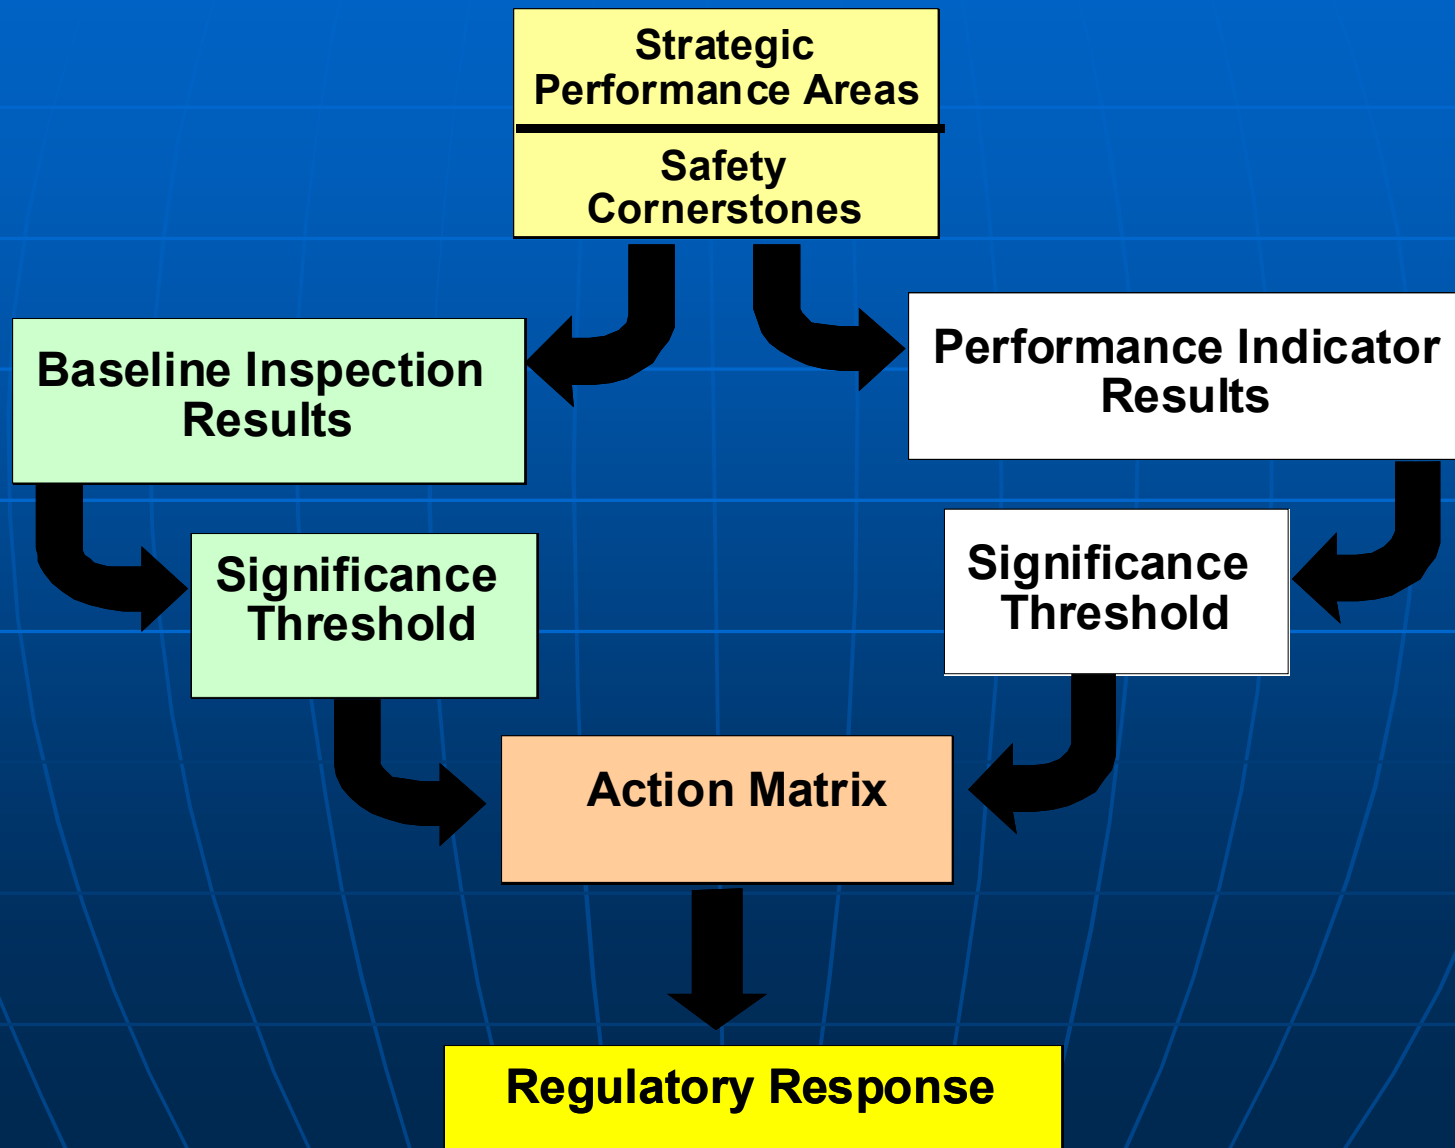 Strategic
Performance Areas
Safety
Cornerstones
Baseline Inspection
Results
Performance Indicator
Results
Significance
Threshold
Significance
Threshold
Action Matrix
Regulatory Response